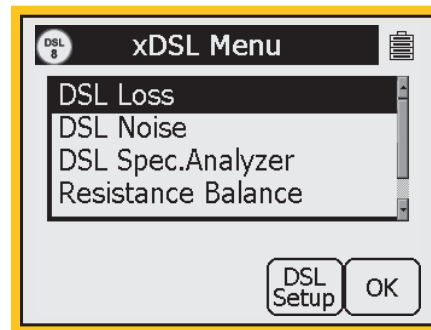 DSL
8
xDSL Menu
DSL Loss
DSL Noise
DSL Spec.Analyzer
Resistance Balance
DSL
Setup
OK